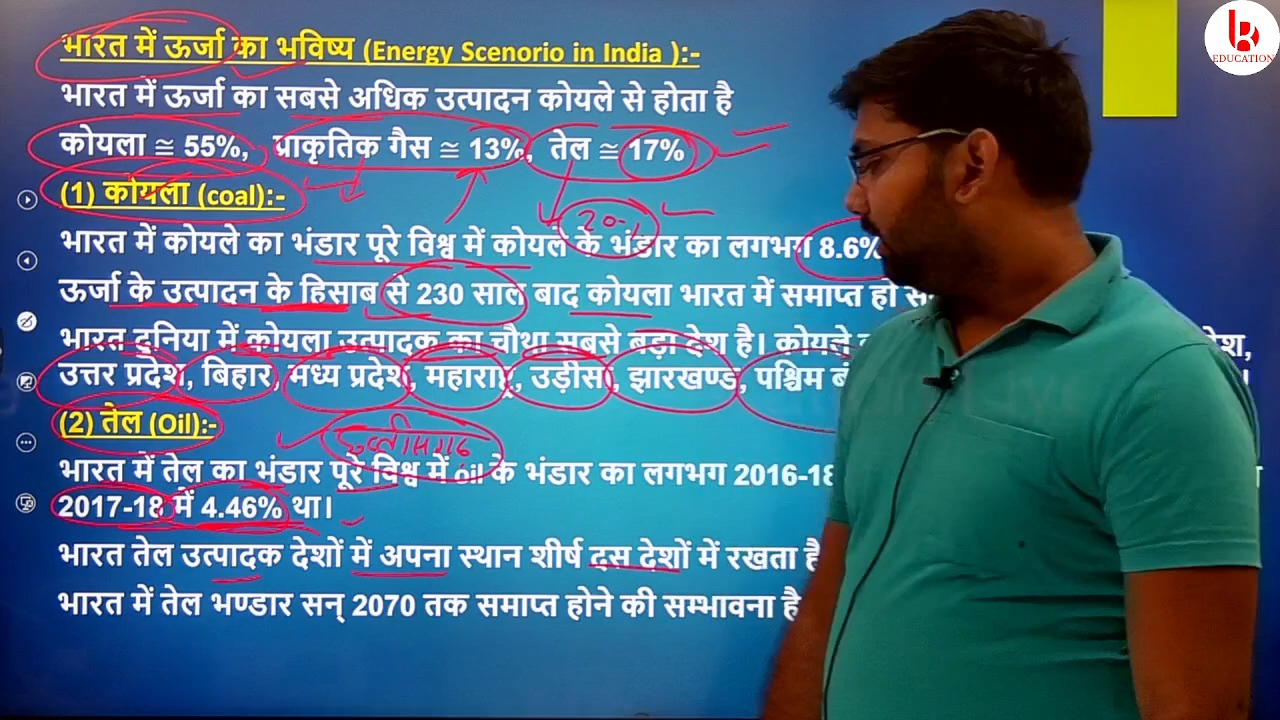 भारत में ऊर्जा का भविष्य (Energy Scenorio in India ):-
भारत में ऊर्जा का सबसे अधिक उत्पादन कोयले से होता है
कोयला ≅ 55%, प्राकृतिक गैस ≅ 13%, तेल ≅ 17%
(1) कोयला (coal):-
20%
भारत में कोयले का भंडार पूरे विश्व में कोयले के भंडार का लगभग 8.6%
ऊर्जा के उत्पादन के हिसाब से 230 साल बाद कोयला भारत में समाप्त हो
भारत दुनिया में कोयला उत्पादक का चौथा सबसे बड़ा देश है। कोयले
उत्तर प्रदेश, बिहार, मध्य प्रदेश, महाराष्ट्र, उड़ीस, झारखण्ड, पश्चिम
(2) तेल (Oil):-
छत्तीसगढ
भारत में तेल का भंडार पूरे विश्व में oil के भंडार का लगभग 2016-18
2017-18 में 4.46% था।
भारत तेल उत्पादक देशों में अपना स्थान शीर्ष दस देशों में रखता है
भारत में तेल भण्डार सन् 2070 तक समाप्त होने की सम्भावना है
EDUCATION